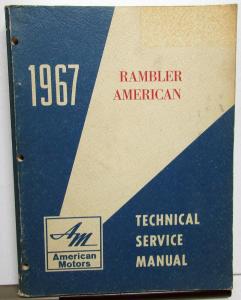 1967
RAMBLER
AMERICAN
AM
American
Motors
TECHNICAL
SERVICE
MANUAL